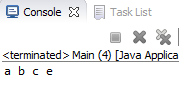 Console Task List
<terminated> Main (4) [Java Applica
a b c e